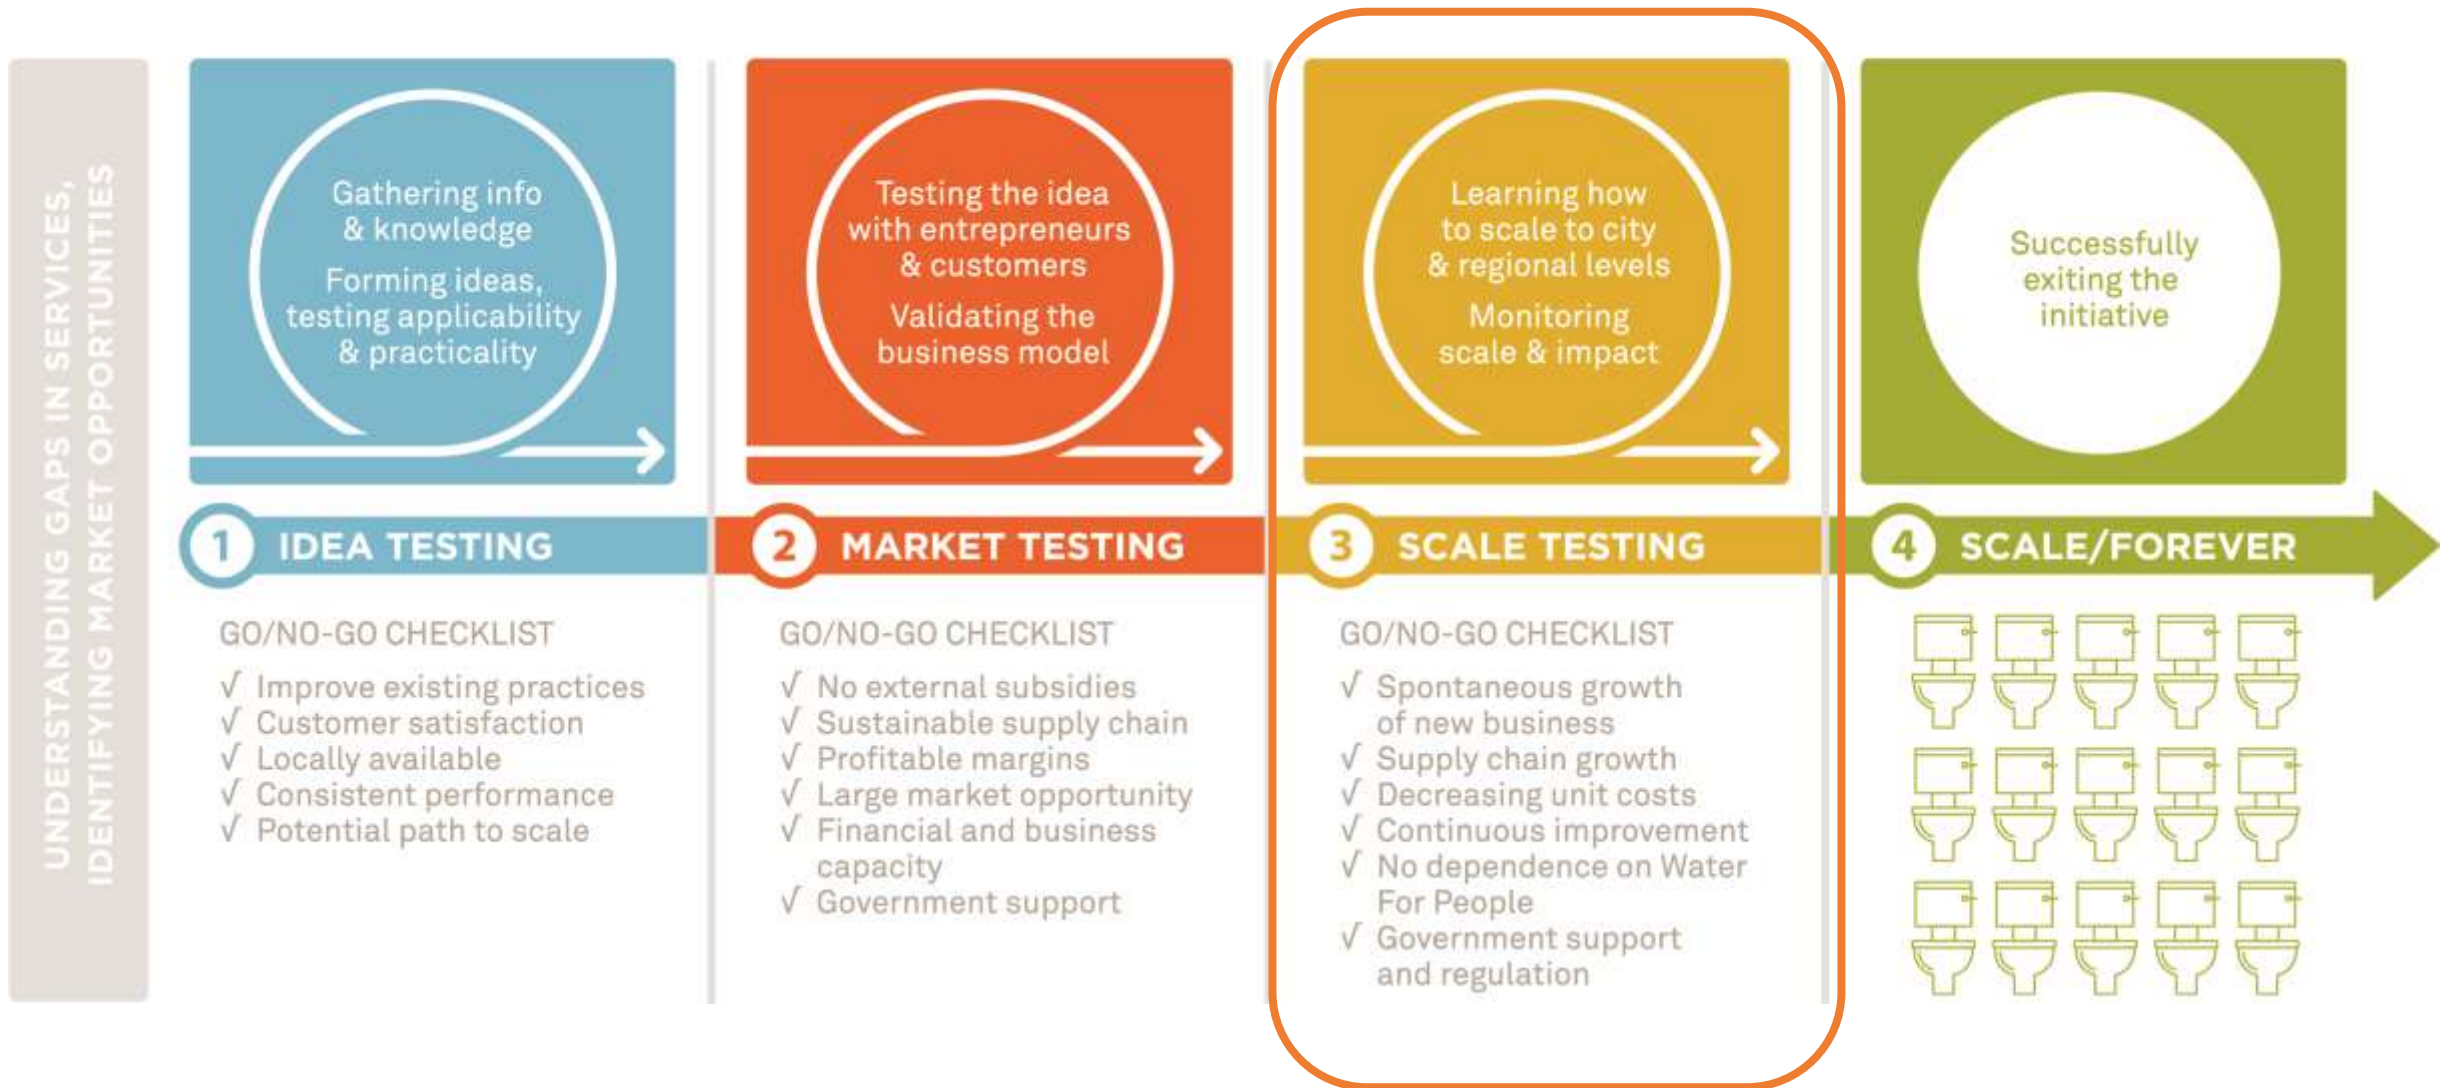 UNDERSTANDING GAPS IN SERVICES,
IDENTIFYING MARKET OPPORTUNITIES
Gathering info
& knowledge
Forming ideas,
testing applicability
& practicality
1 IDEA TESTING
GO/NO-GO CHECKLIST
√ Improve existing practices
√ Customer satisfaction
√ Locally available
√ Consistent performance
√ Potential path to scale
Testing the idea
with entrepreneurs
& customers
Validating the
business model
2 MARKET TESTING
GO/NO-GO CHECKLIST
√ No external subsidies
√ Sustainable supply chain
√ Profitable margins
√ Large market opportunity
√ Financial and business
capacity
√ Government support
Learning how
to scale to city
& regional levels
Monitoring
scale & impact
3 SCALE TESTING
GO/NO-GO CHECKLIST
√ Spontaneous growth
of new business
√ Supply chain growth
√ Decreasing unit costs
√ Continuous improvement
√ No dependence on Water
For People
√ Government support
and regulation
Successfully
exiting the
initiative
4 SCALE/FOREVER